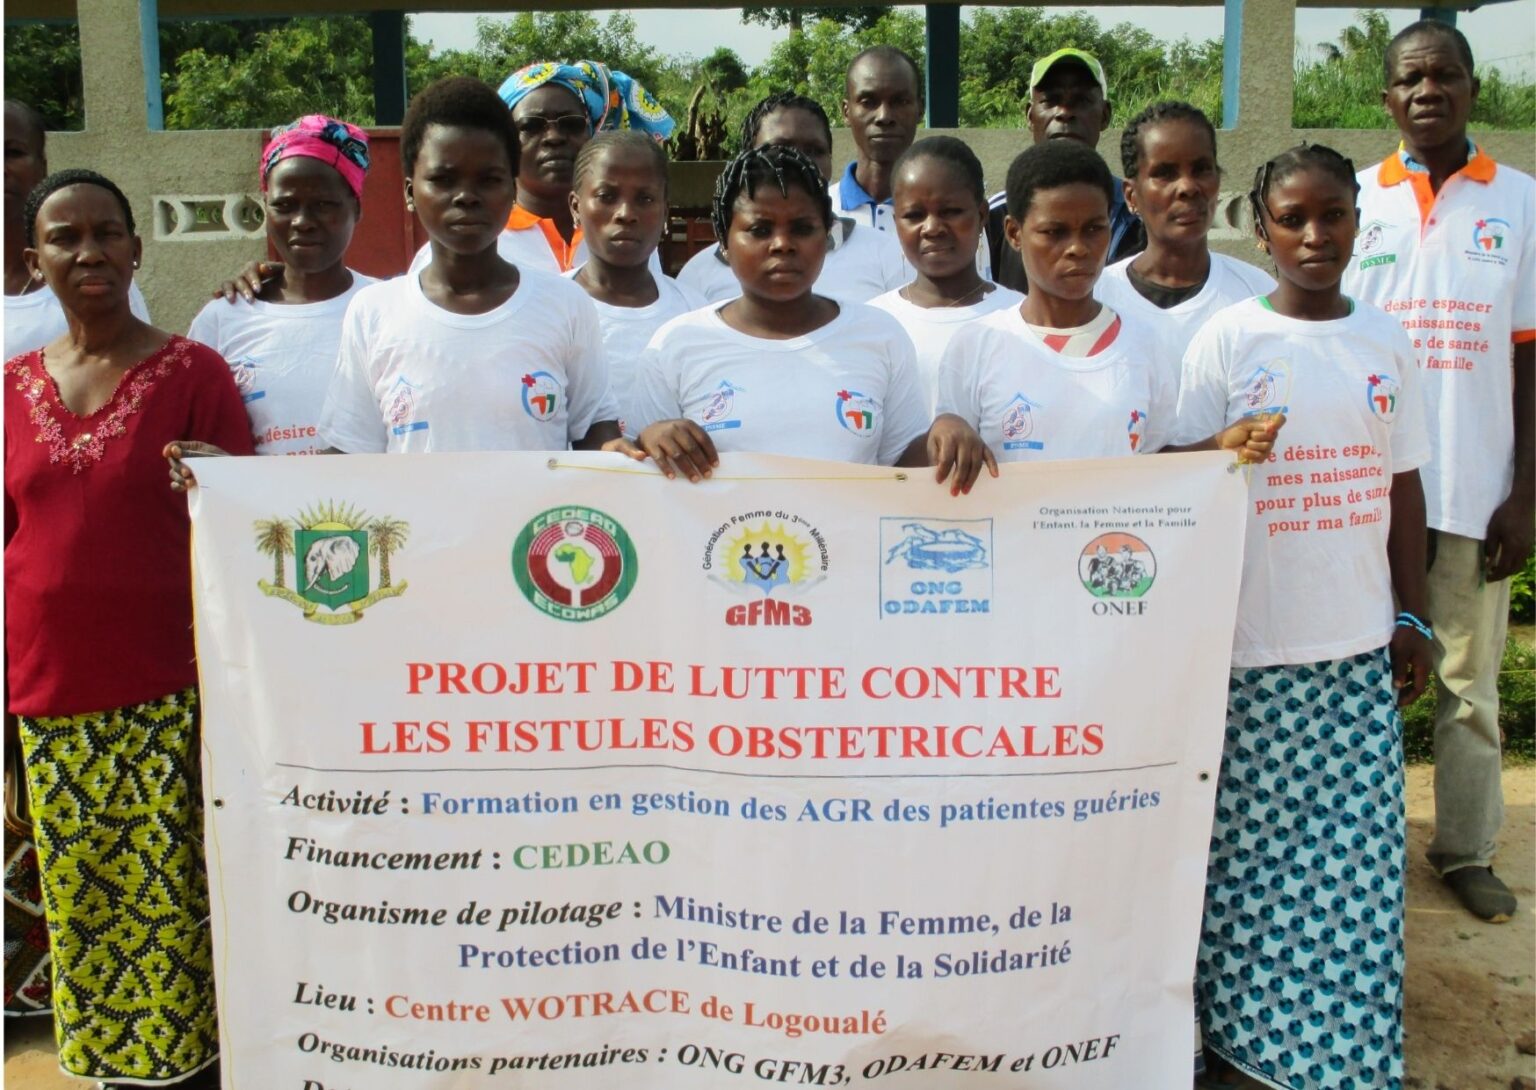 désire espacer
naissances
de santé
famille
PVSME
désire
désire
mes naissance
pour plus de
pour ma
CEDEAO
ECOWAS
Génération Femme du 3ème Millénaire
GFM3
ONG
ODAFEM
Organisation Nationale pour
l'Enfant, la Femme et la Famille
ONEF
PROJET DE LUTTE CONTRE
LES FISTULES OBSTETRICALES
Activité : Formation en gestion des AGR des patientes guéries
Financement : CEDEAO
Organisme de pilotage : Ministre de la Femme, de la
Protection de l'Enfant et de la Solidarité
Lieu : Centre WOTRACE de Logoualé
Organisations partenaires : ONG GFM3, ODAFEM et ONEF